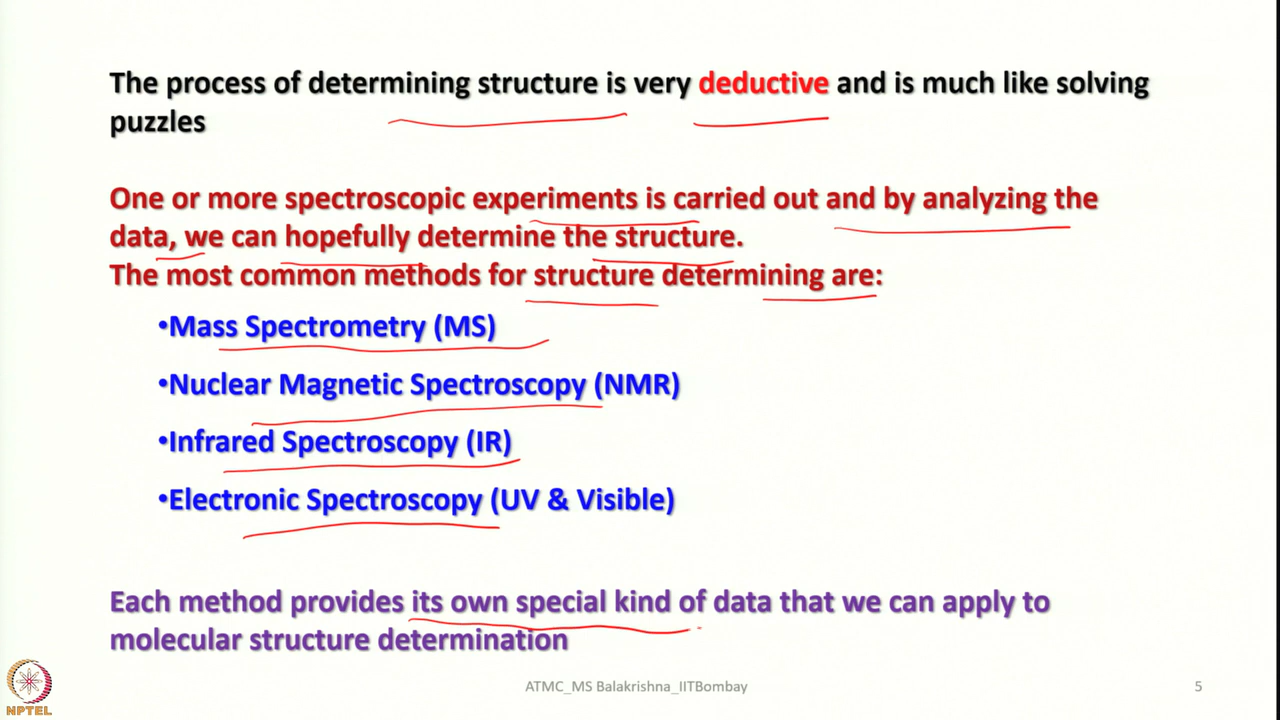 The process of determining structure is very deductive and is much like solving
puzzles
One or more spectroscopic experiments is carried out and by analyzing the
data, we can hopefully determine the structure.
The most common methods for structure determining are:
•Mass Spectrometry (MS)
•Nuclear Magnetic Spectroscopy (NMR)
•Infrared Spectroscopy (IR)
•Electronic Spectroscopy (UV & Visible)
Each method provides its own special kind of data that we can apply to
molecular structure determination
ATMC_MS Balakrishna_IITBombay
5
NPTEL